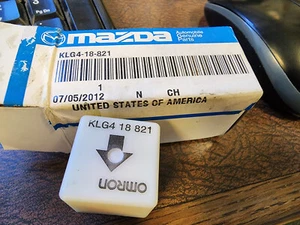 mazda
Automobile
Genuine
Parts
KLG4-18-821
1 N CH
07/05/2012
UNITED STATES OF AMERICA
KLG4 18 821
OMRON